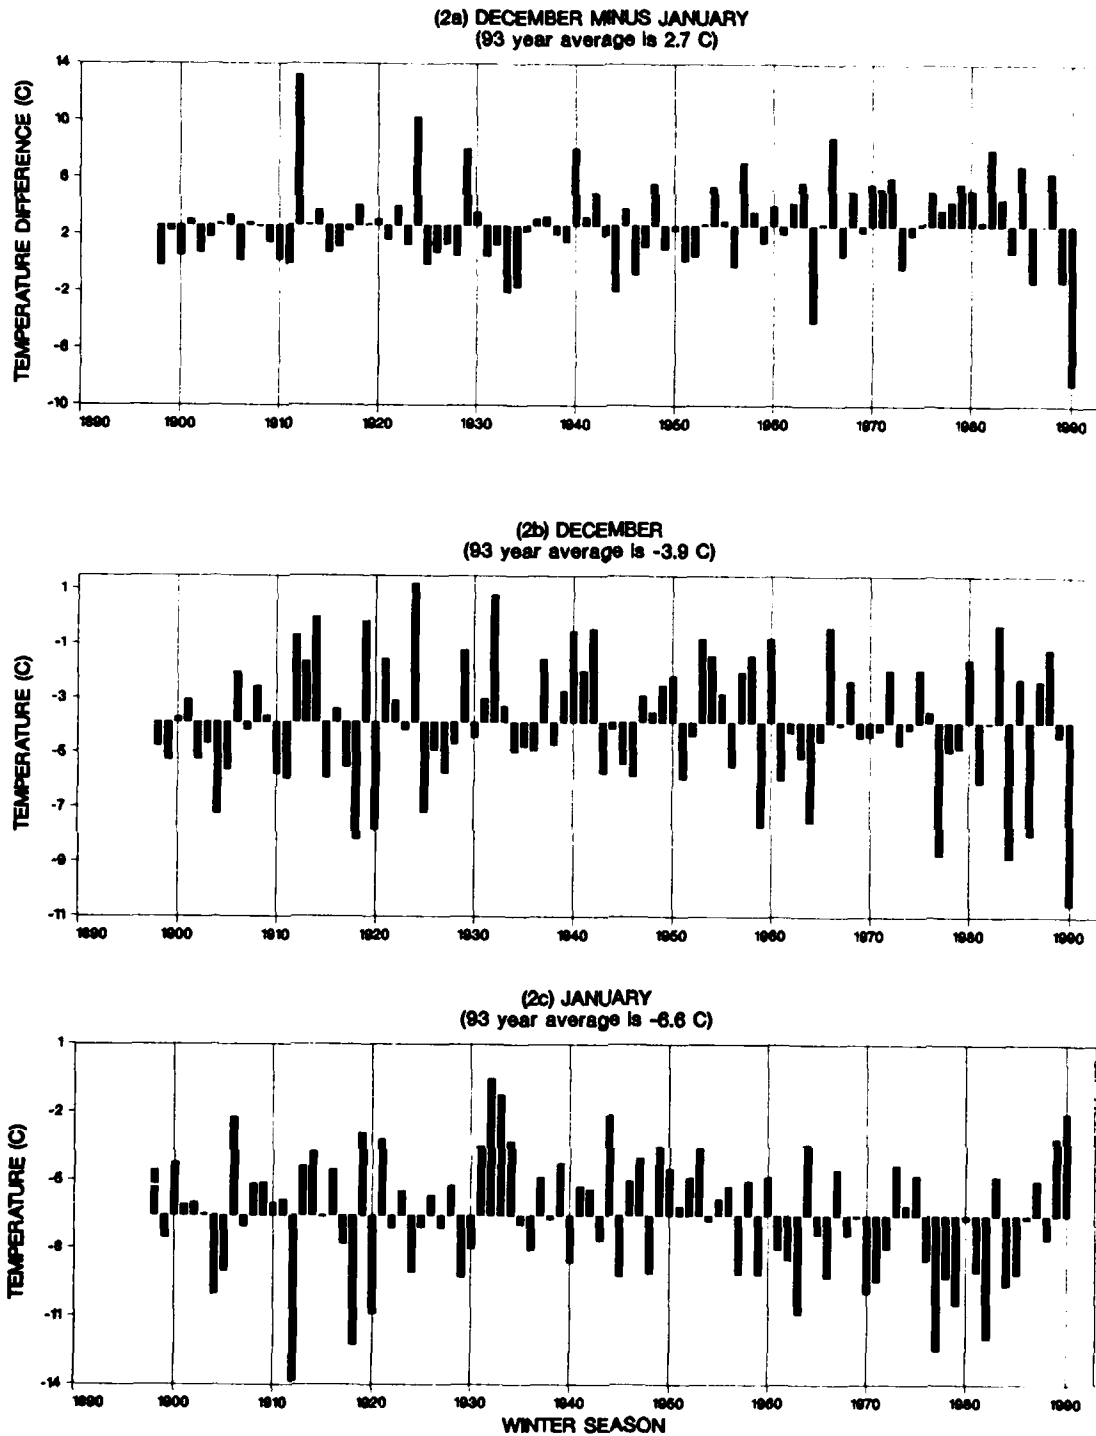 (2a) DECEMBER MINUS JANUARY
(93 year average is 2.7 C)
TEMPERATURE DIFFERENCE (C)
14
10
6
2
-2
-6
-10
1890 1900 1910 1920 1930 1940 1950 1960 1970 1980 1990
(2b) DECEMBER
(93 year average is -3.9 C)
TEMPERATURE (C)
1
-1
-3
-5
-7
-9
-11
1890 1900 1910 1920 1930 1940 1950 1960 1970 1980 1990
(2c) JANUARY
(93 year average is -6.6 C)
TEMPERATURE (C)
1
-2
-5
-8
-11
-14
1890 1900 1910 1920 1930 1940 1950 1960 1970 1980 1990
WINTER SEASON